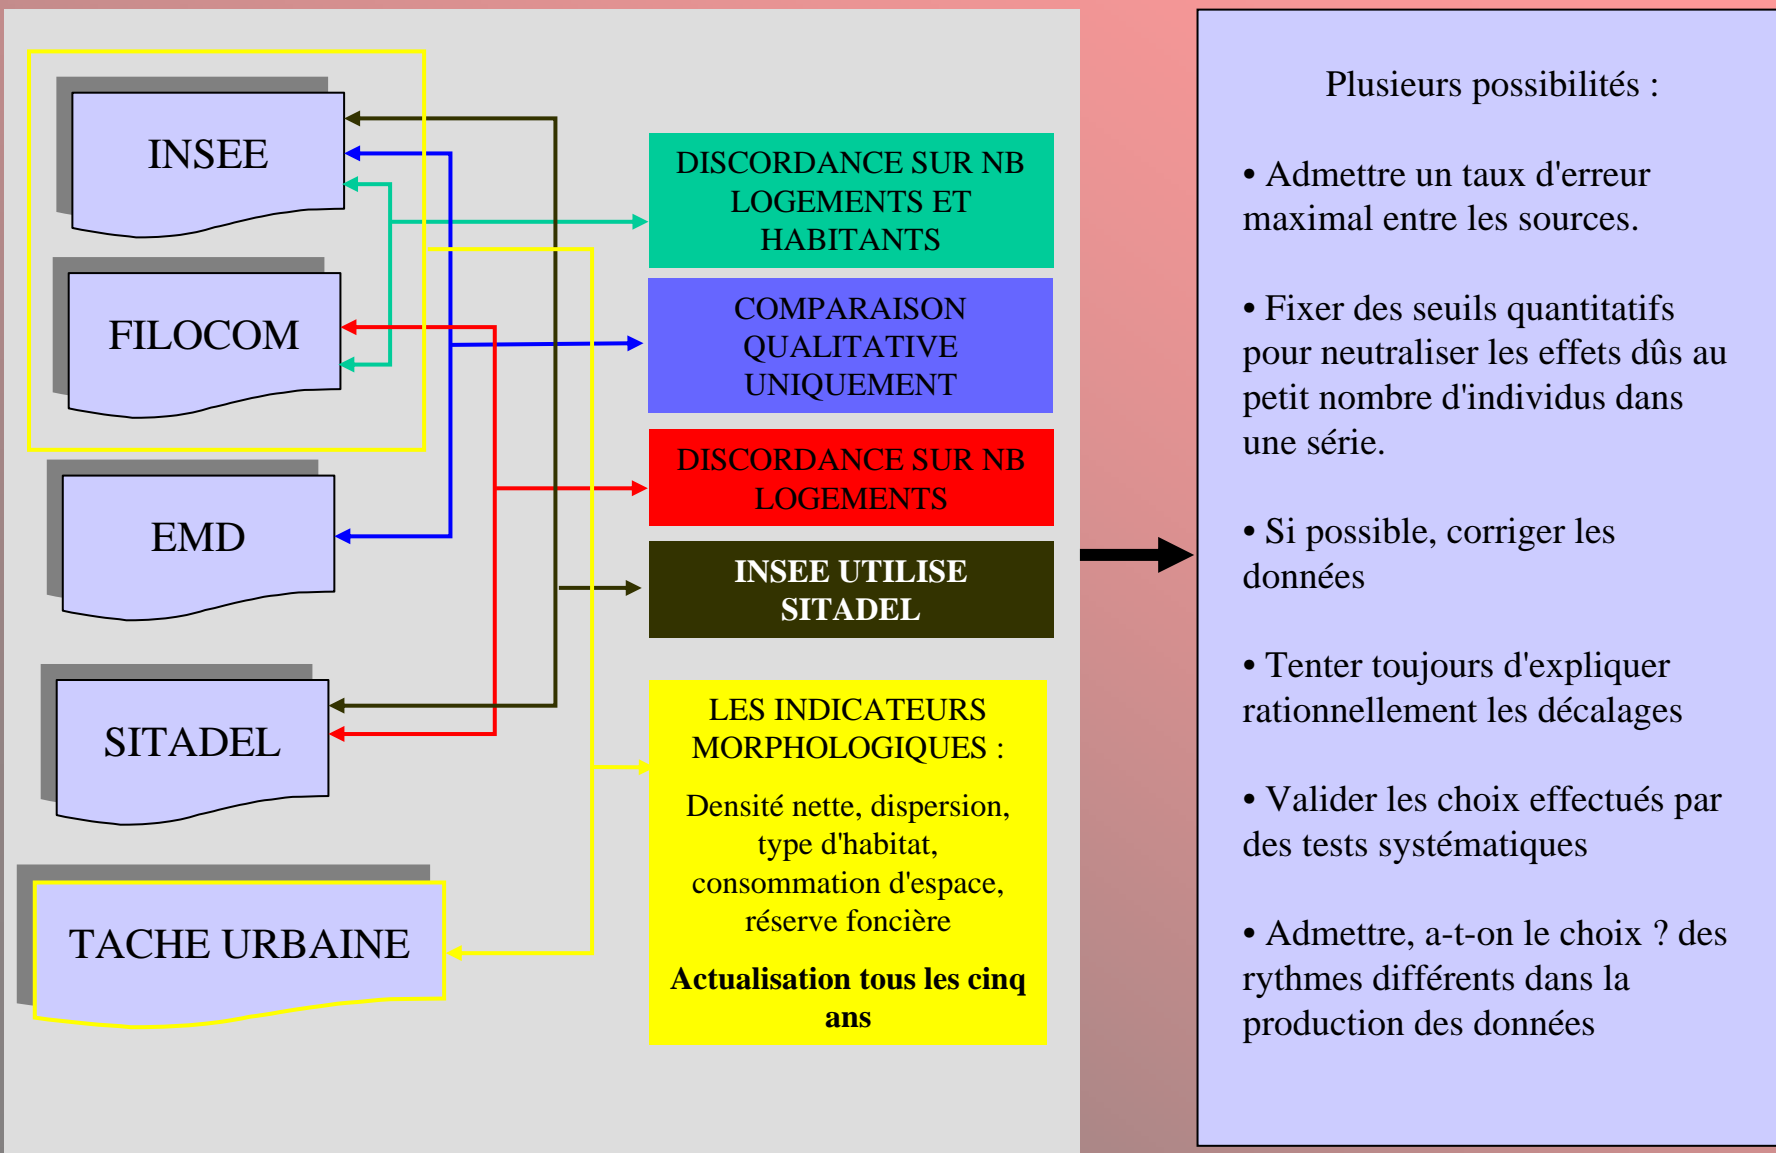 INSEE
FILOCOM
EMD
SITADEL
TACHE URBAINE
DISCORDANCE SUR NB
LOGEMENTS ET
HABITANTS
COMPARAISON
QUALITATIVE
UNIQUEMENT
DISCORDANCE SUR NB
LOGEMENTS
INSEE UTILISE
SITADEL
LES INDICATEURS
MORPHOLOGIQUES :
Densité nette, dispersion,
type d'habitat,
consommation d'espace,
réserve foncière
Actualisation tous les cinq
ans
Plusieurs possibilités :
• Admettre un taux d'erreur
maximal entre les sources.
• Fixer des seuils quantitatifs
pour neutraliser les effets dûs au
petit nombre d'individus dans
une série.
• Si possible, corriger les
données
• Tenter toujours d'expliquer
rationnellement les décalages
• Valider les choix effectués par
des tests systématiques
• Admettre, a-t-on le choix ? des
rythmes différents dans la
production des données